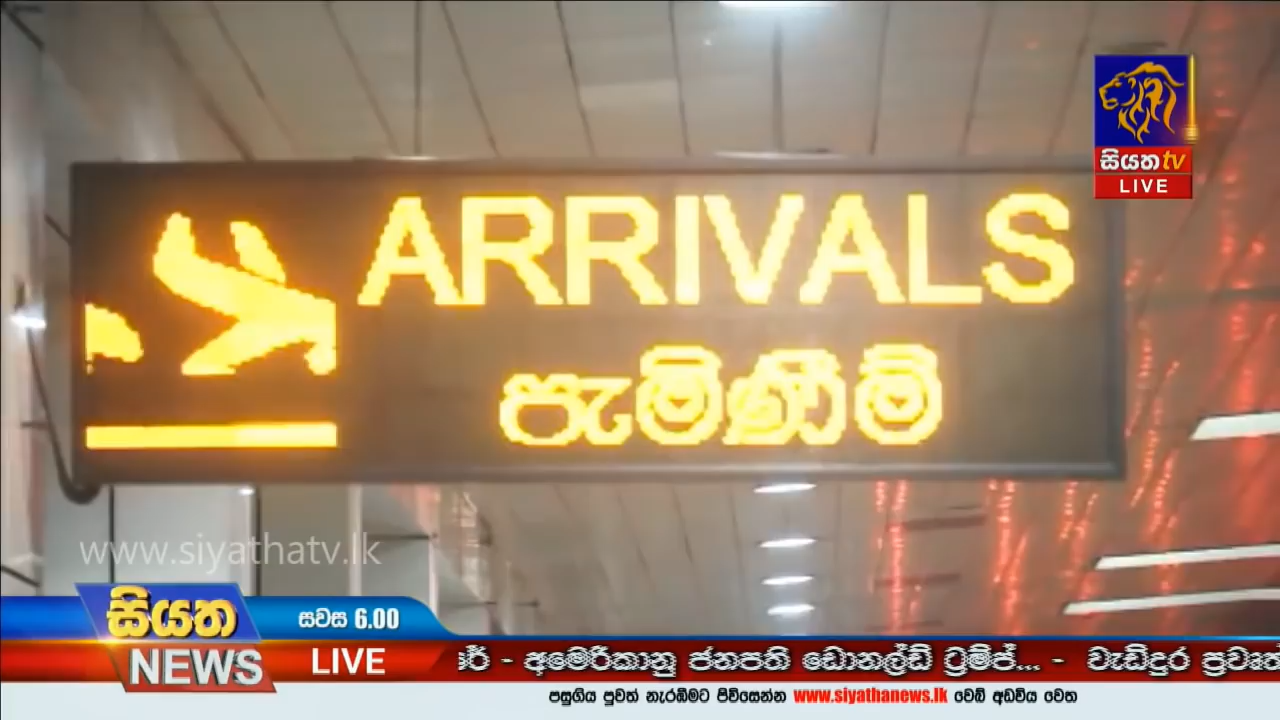 සියත tv
LIVE
ARRIVALS
පැමිණීම්
www.siyathatv.lk
සියත
සවස 6.00
NEWS
LIVE
- අමෙරිකානු ජනපති ඩොනල්ඩ් ට්‍රම්ප්... - වැඩිදුර
පසුගිය පුවත් නැරඹීමට පිවිසෙන්න www.siyathanews.lk වෙබ් අඩවිය වෙත